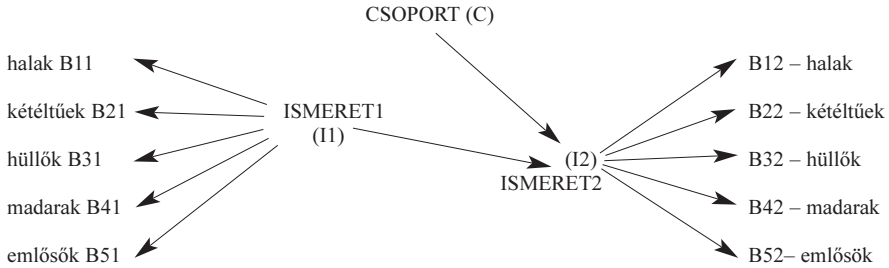 CSOPORT (C)
halak B11
kétéltűek B21
hüllők B31
madarak B41
emlősők B51
ISMERET1
(I1)
(I2)
ISMERET2
B12 – halak
B22 – kétéltűek
B32 – hüllők
B42 – madarak
B52– emlősök